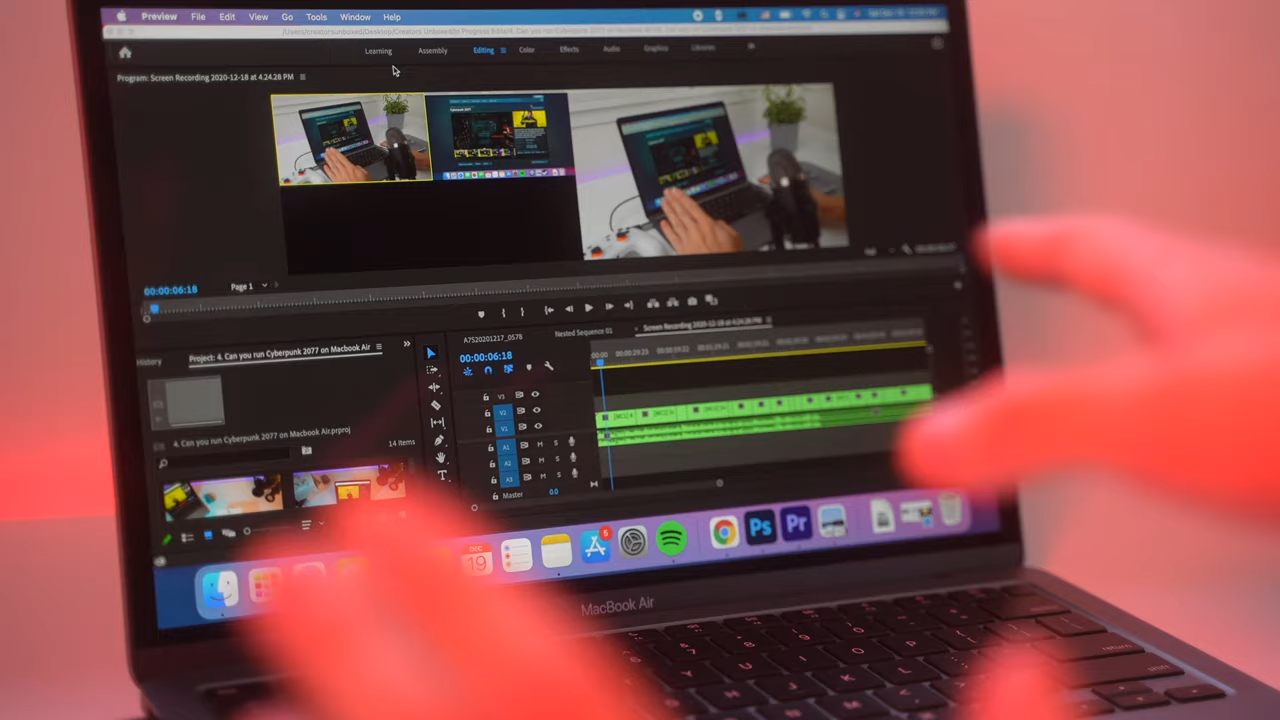 Preview File Edit View Go Tools Window Help
Learning Assembly Editing Color Effects Audio Graphics Libraries
Program: Screen Recording 2020-12-18 at 4.24.28 PM
00:00:06:18
Page 1
A7S20201217_0578
Nested Sequence 01
Screen Recording 2020-12-18 at 4.24.28 PM
History
Project: 4. Can you run Cyberpunk 2077 on Macbook Air
00:00:06:18
4. Can you run Cyberpunk 2077 on Macbook Air.prproj
14 Items
V3
V2
V1
A1 M S
A2 M S
A3 M S
Master 0.0
T
DEC
19
5
Ps
Pr
MacBook Air
return
shift